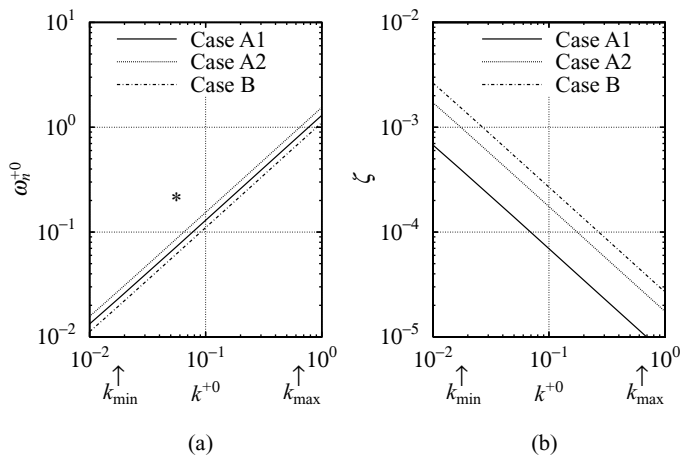 10^1 Case A1
Case A2
Case B
10^0
ω_n^{+0}
*
10^{-1}
10^{-2}
10^{-2} 10^{-1} 10^0
↑ ↑
k_min k^{+0} k_max
(a)
10^{-2} Case A1
Case A2
Case B
10^{-3}
ζ
10^{-4}
10^{-5}
10^{-2} 10^{-1} 10^0
↑ ↑
k_min k^{+0} k_max
(b)